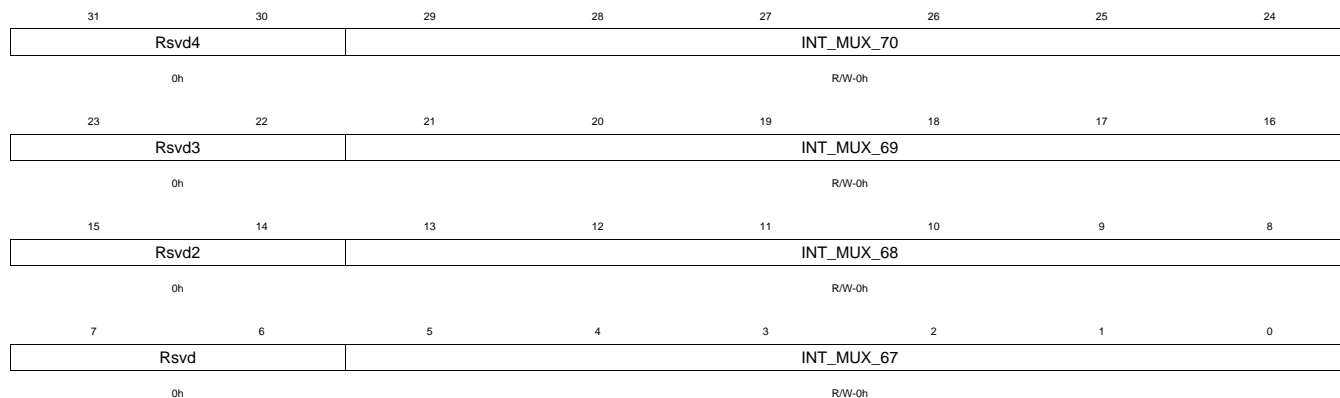 31 30 29 28 27 26 25 24
Rsvd4 INT_MUX_70
0h R/W-0h
23 22 21 20 19 18 17 16
Rsvd3 INT_MUX_69
0h R/W-0h
15 14 13 12 11 10 9 8
Rsvd2 INT_MUX_68
0h R/W-0h
7 6 5 4 3 2 1 0
Rsvd INT_MUX_67
0h R/W-0h